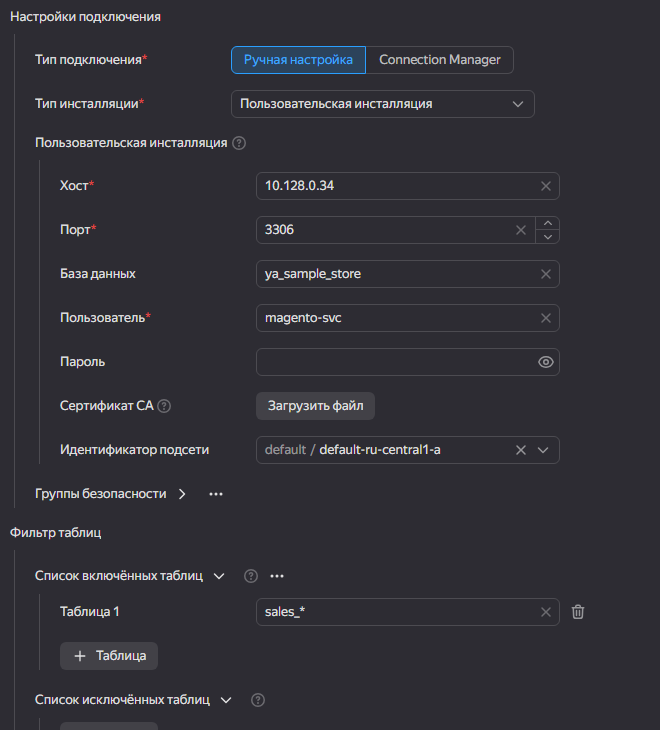 Настройки подключения
Тип подключения* Ручная настройка Connection Manager
Тип инсталляции* Пользовательская инсталляция
Пользовательская инсталляция ?
Хост* 10.128.0.34
Порт* 3306
База данных ya_sample_store
Пользователь* magento-svc
Пароль
Сертификат CA ? Загрузить файл
Идентификатор подсети default / default-ru-central1-a
Группы безопасности
Фильтр таблиц
Список включённых таблиц ?
Таблица 1 sales_*
+ Таблица
Список исключённых таблиц ?